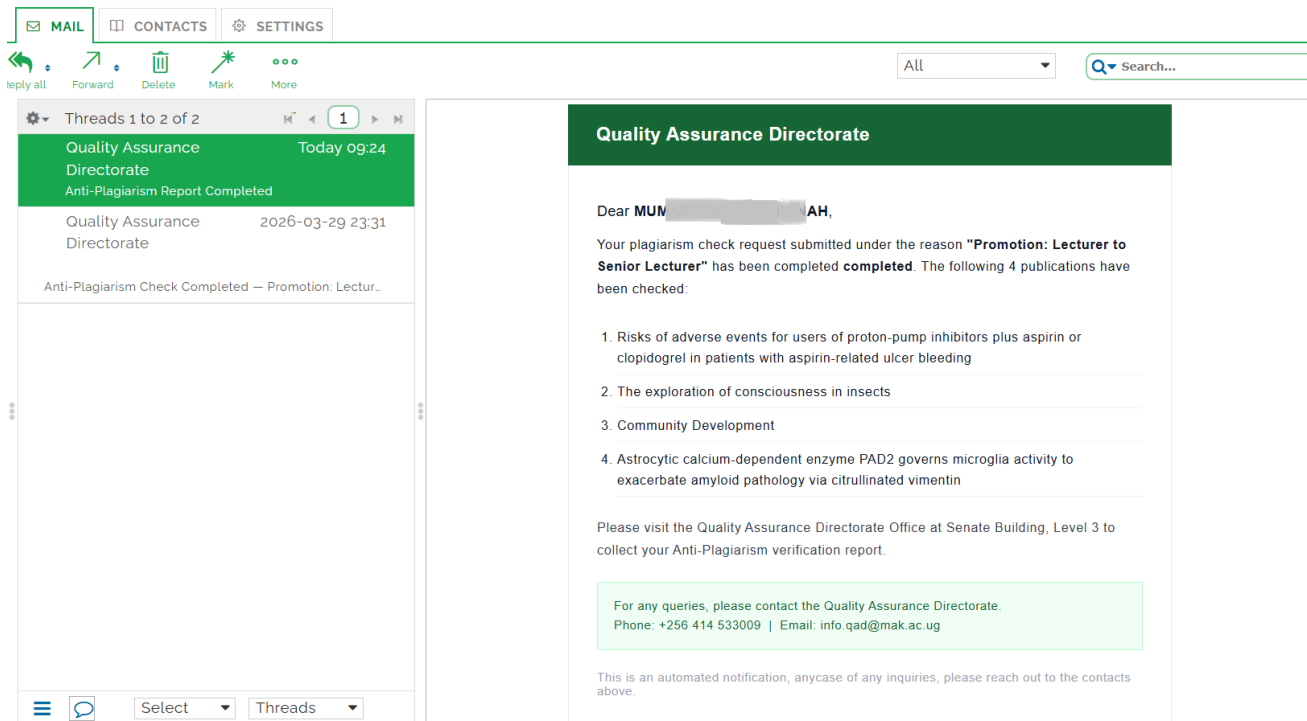 MAIL
CONTACTS
SETTINGS
Reply all
Forward
Delete
Mark
More
All
Search...
Threads 1 to 2 of 2
1
Quality Assurance Directorate
Today 09:24
Anti-Plagiarism Report Completed
Quality Assurance Directorate
2026-03-29 23:31
Anti-Plagiarism Check Completed — Promotion: Lectur...
Select
Threads
Quality Assurance Directorate
Dear MUM AH,
Your plagiarism check request submitted under the reason "Promotion: Lecturer to
Senior Lecturer" has been completed completed. The following 4 publications have
been checked:
1. Risks of adverse events for users of proton-pump inhibitors plus aspirin or
clopidogrel in patients with aspirin-related ulcer bleeding
2. The exploration of consciousness in insects
3. Community Development
4. Astrocytic calcium-dependent enzyme PAD2 governs microglia activity to
exacerbate amyloid pathology via citrullinated vimentin
Please visit the Quality Assurance Directorate Office at Senate Building, Level 3 to
collect your Anti-Plagiarism verification report.
For any queries, please contact the Quality Assurance Directorate.
Phone: +256 414 533009 | Email: info.qad@mak.ac.ug
This is an automated notification, anycase of any inquiries, please reach out to the contacts
above.